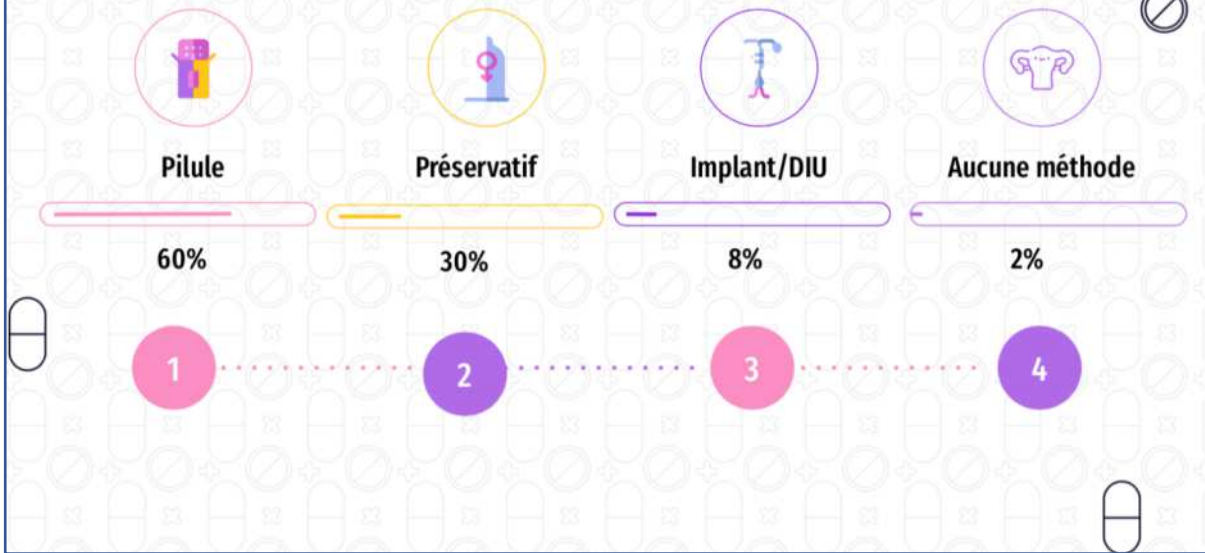 Pilule
Préservatif
Implant/DIU
Aucune méthode
60%
30%
8%
2%
1
2
3
4